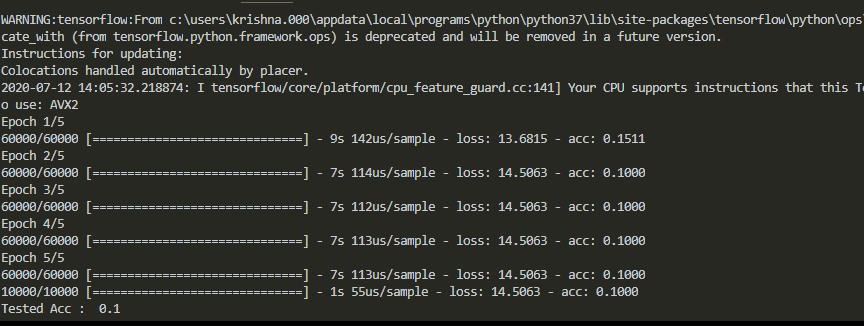 WARNING:tensorflow:From c:\users\krishna.000\appdata\local\programs\python\python37\lib\site-packages\tensorflow\python\ops
cate_with (from tensorflow.python.framework.ops) is deprecated and will be removed in a future version.
Instructions for updating:
Colocations handled automatically by placer.
2020-07-12 14:05:32.218874: I tensorflow/core/platform/cpu_feature_guard.cc:141] Your CPU supports instructions that this Te
o use: AVX2
Epoch 1/5
60000/60000 [==============================] - 9s 142us/sample - loss: 13.6815 - acc: 0.1511
Epoch 2/5
60000/60000 [==============================] - 7s 114us/sample - loss: 14.5063 - acc: 0.1000
Epoch 3/5
60000/60000 [==============================] - 7s 112us/sample - loss: 14.5063 - acc: 0.1000
Epoch 4/5
60000/60000 [==============================] - 7s 113us/sample - loss: 14.5063 - acc: 0.1000
Epoch 5/5
60000/60000 [==============================] - 7s 113us/sample - loss: 14.5063 - acc: 0.1000
10000/10000 [==============================] - 1s 55us/sample - loss: 14.5063 - acc: 0.1000
Tested Acc :  0.1